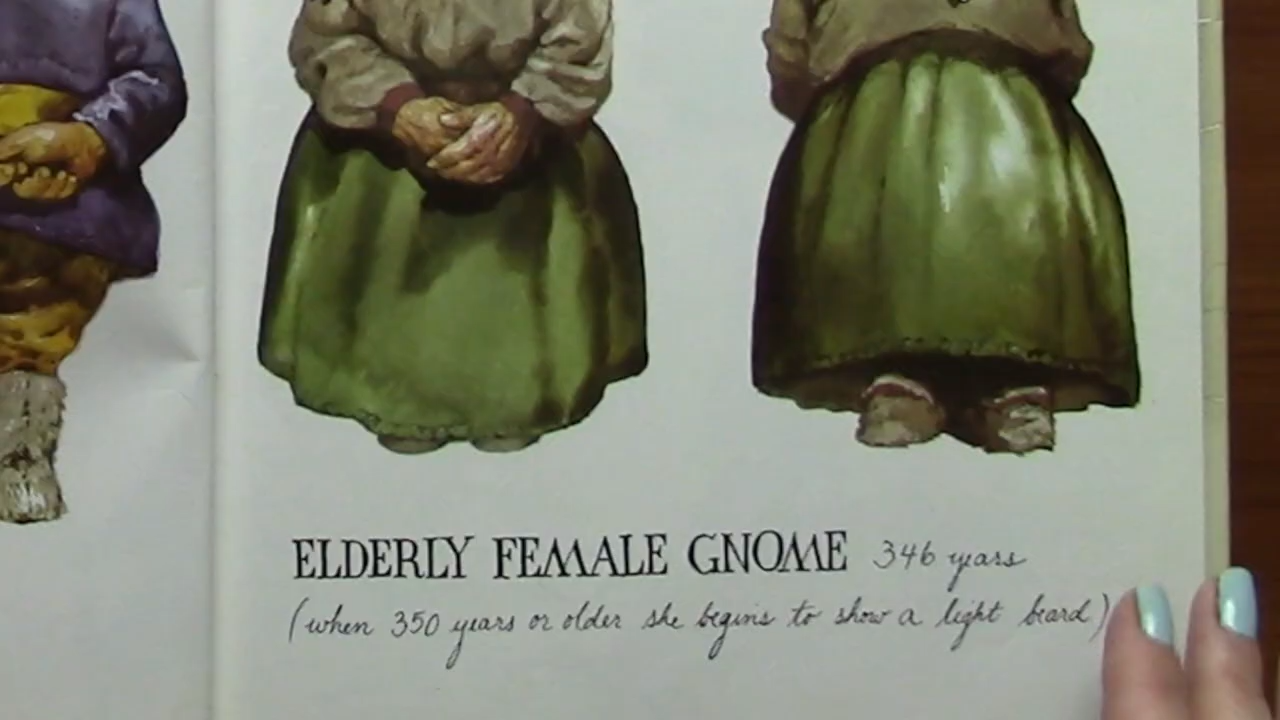 ELDERLY FEMALE GNOME 346 years
(when 350 years or older she begins to show a light beard)